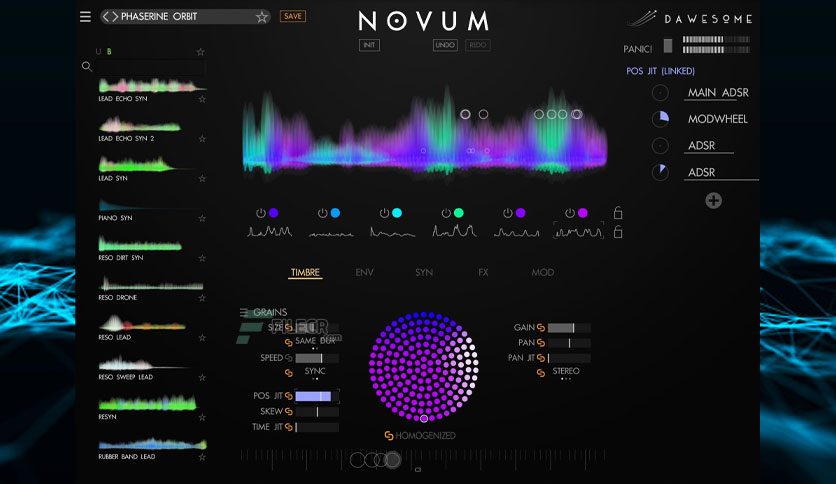 PHASERINE ORBIT
SAVE
NOVUM
DAWESOME
INIT
UNDO
REDO
PANIC!
U B
POS JIT (LINKED)
LEAD ECHO SYN
MAIN ADSR
MODWHEEL
LEAD ECHO SYN 2
ADSR
LEAD SYN
ADSR
PIANO SYN
RESO DIRT SYN
TIMBRE
ENV
SYN
FX
MOD
RESO DRONE
GRAINS
SIZE
FILECR
GAIN
RESO LEAD
SAME DUR
PAN
SPEED
PAN JIT
RESO SWEEP LEAD
SYNC
STEREO
POS JIT
RESYN
SKEW
TIME JIT
HOMOGENIZED
RUBBER BAND LEAD
C3